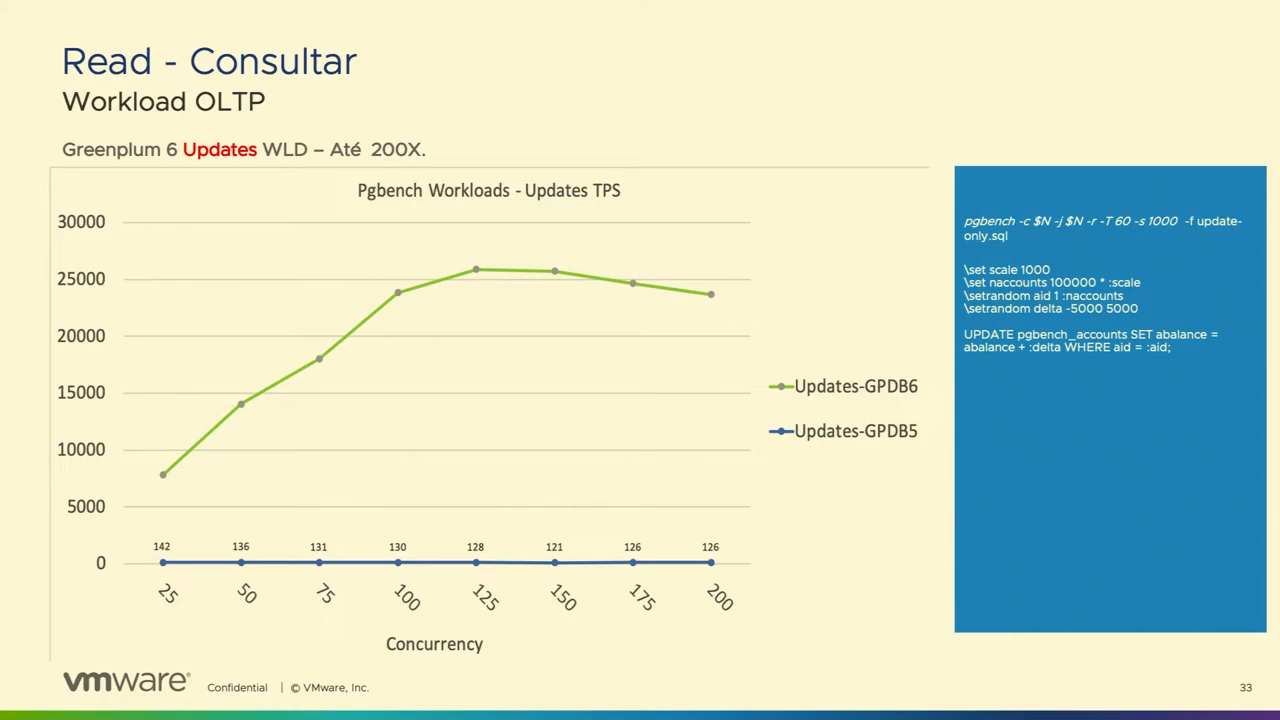 Read - Consultar
Workload OLTP
Greenplum 6 Updates WLD – Até 200X.
Pgbench Workloads - Updates TPS
30000
25000
20000
15000
10000
5000
0
142 136 131 130 128 121 126 126
25 50 75 100 125 150 175 200
Concurrency
Updates-GPDB6
Updates-GPDB5
pgbench -c $N -j $N -r -T 60 -s 1000 -f update-
only.sql
\set scale 1000
\set naccounts 100000 * :scale
\setrandom aid 1 :naccounts
\setrandom delta -5000 5000
UPDATE pgbench_accounts SET abalance =
abalance + :delta WHERE aid = :aid;
vmware®
Confidential | © VMware, Inc.
33